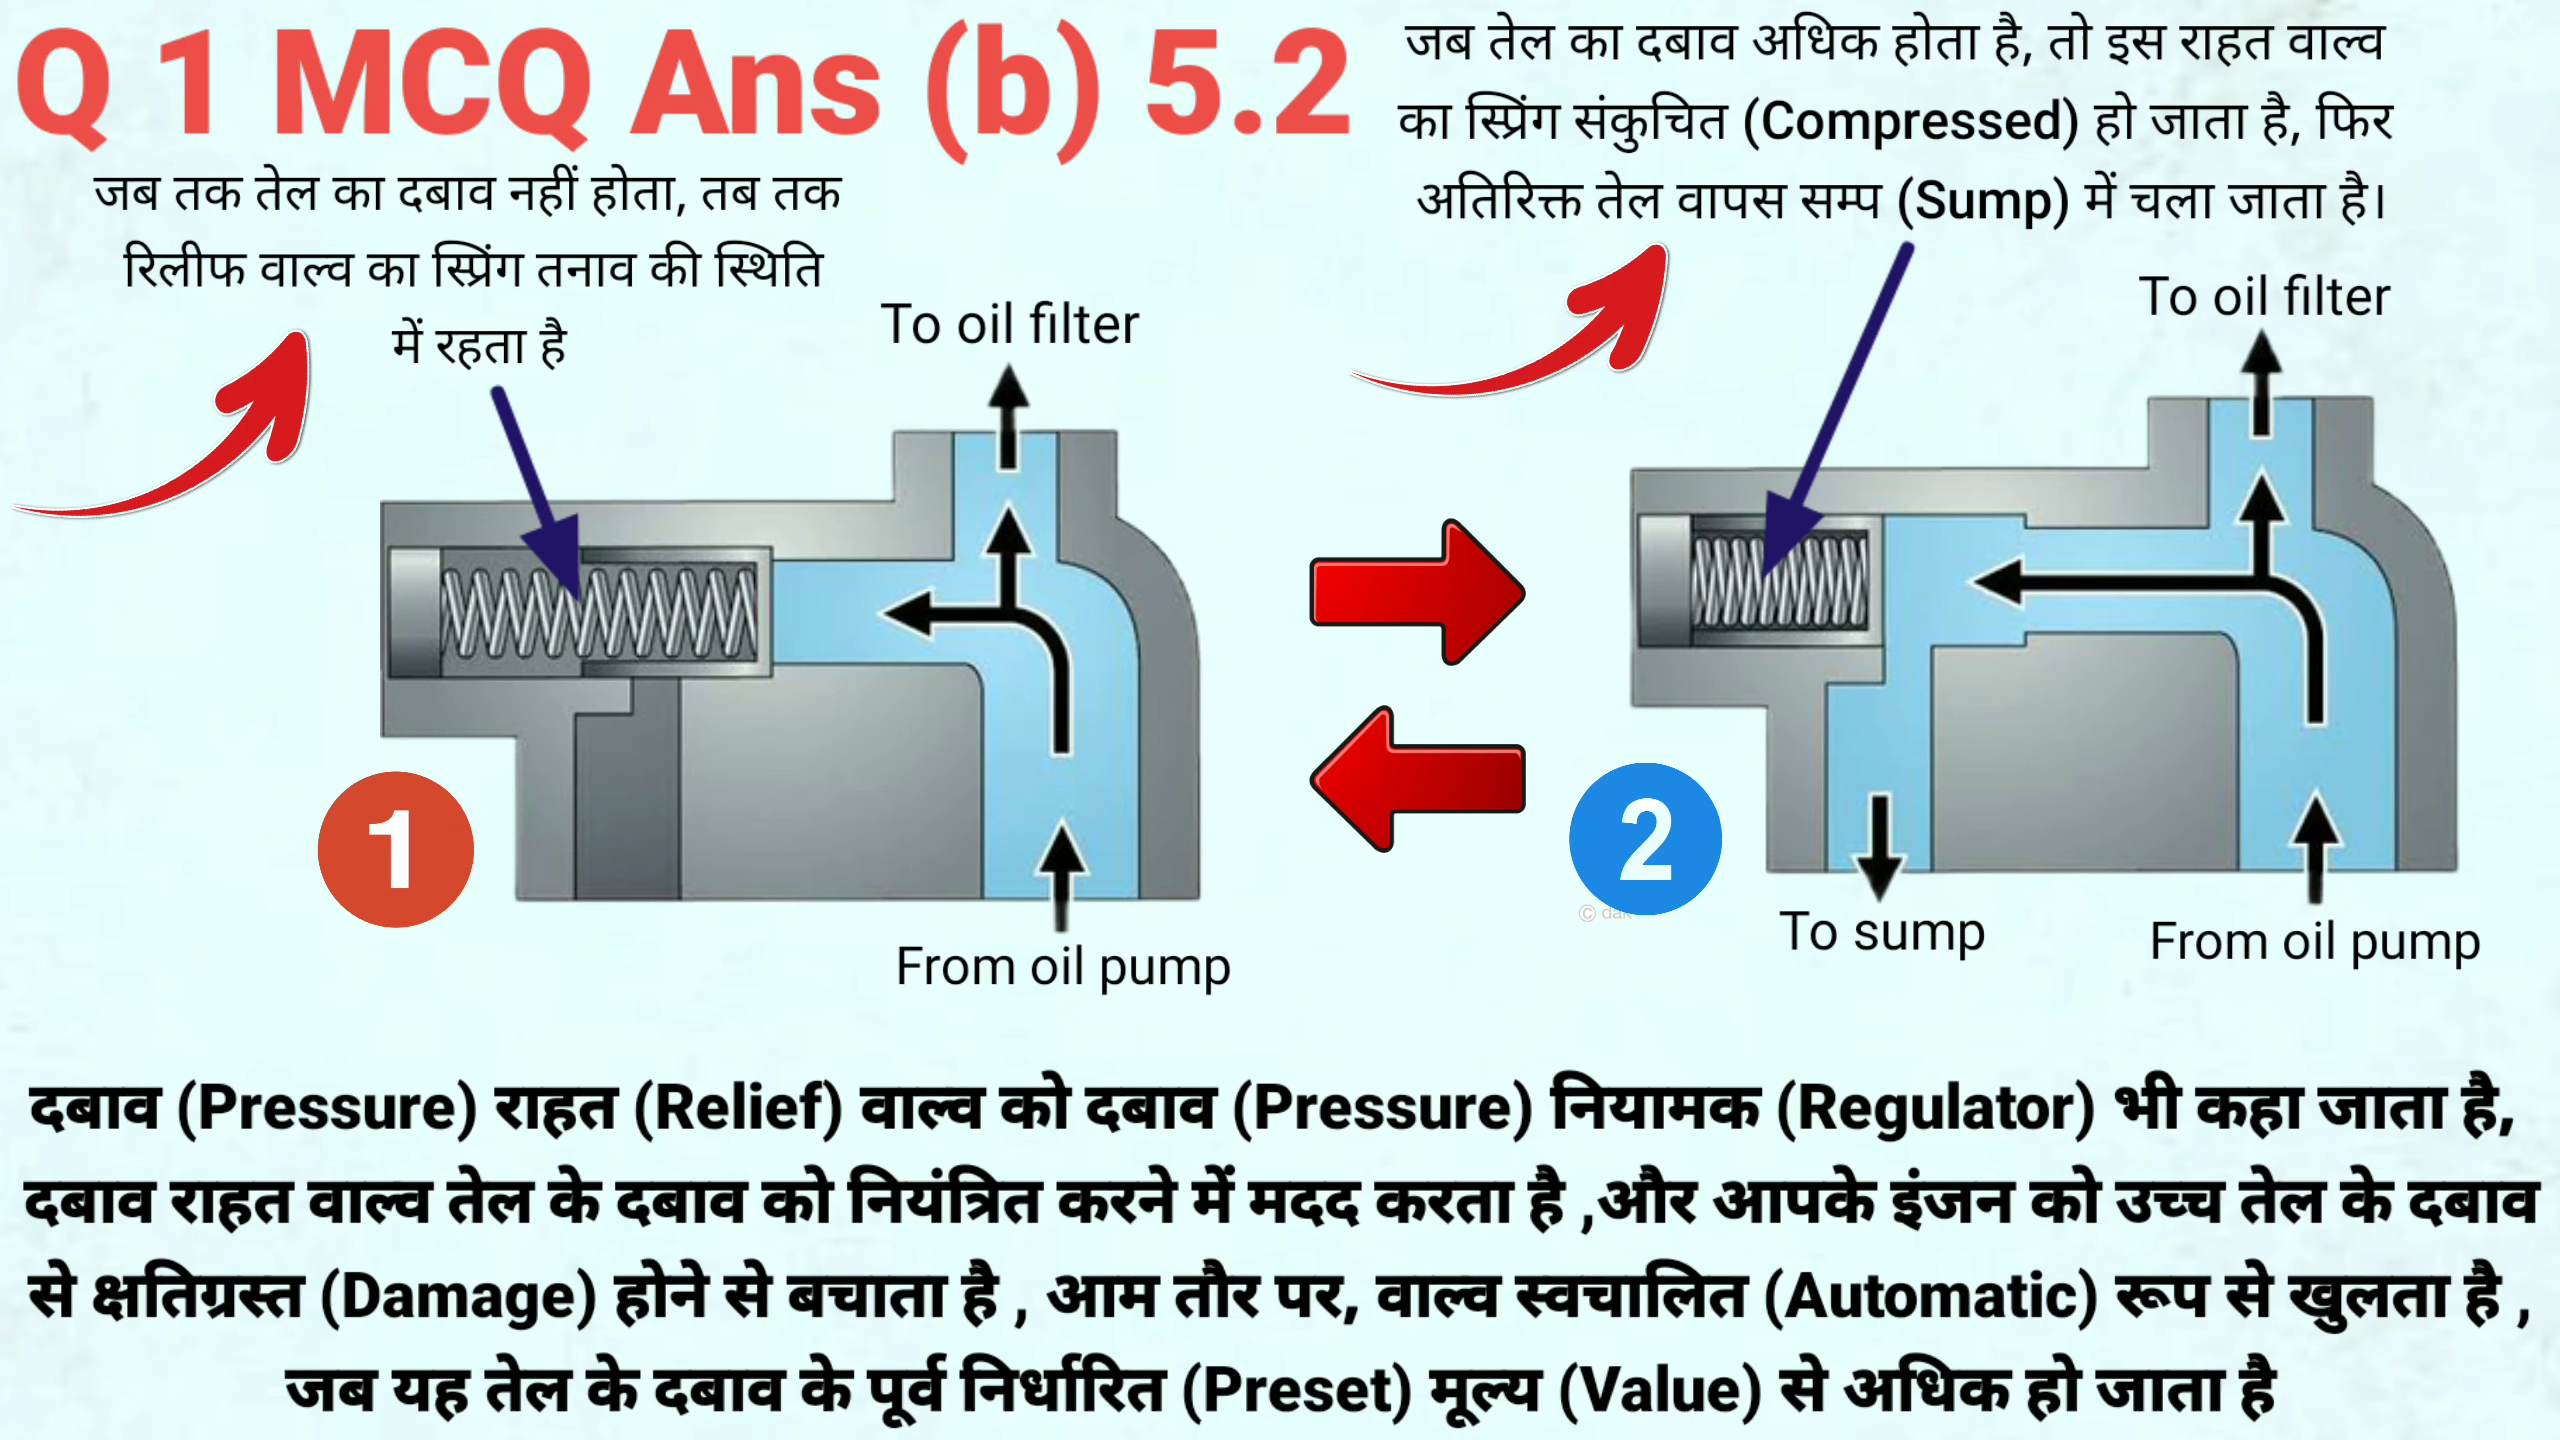 Q 1 MCQ Ans (b) 5.2
जब तक तेल का दबाव नहीं होता, तब तक
रिलीफ वाल्व का स्प्रिंग तनाव की स्थिति
में रहता है
जब तेल का दबाव अधिक होता है, तो इस राहत वाल्व
का स्प्रिंग संकुचित (Compressed) हो जाता है, फिर
अतिरिक्त तेल वापस सम्प (Sump) में चला जाता है।
To oil filter
To oil filter
1
2
From oil pump
To sump
From oil pump
दबाव (Pressure) राहत (Relief) वाल्व को दबाव (Pressure) नियामक (Regulator) भी कहा जाता है,
दबाव राहत वाल्व तेल के दबाव को नियंत्रित करने में मदद करता है ,और आपके इंजन को उच्च तेल के दबाव
से क्षतिग्रस्त (Damage) होने से बचाता है , आम तौर पर, वाल्व स्वचालित (Automatic) रूप से खुलता है ,
जब यह तेल के दबाव के पूर्व निर्धारित (Preset) मूल्य (Value) से अधिक हो जाता है